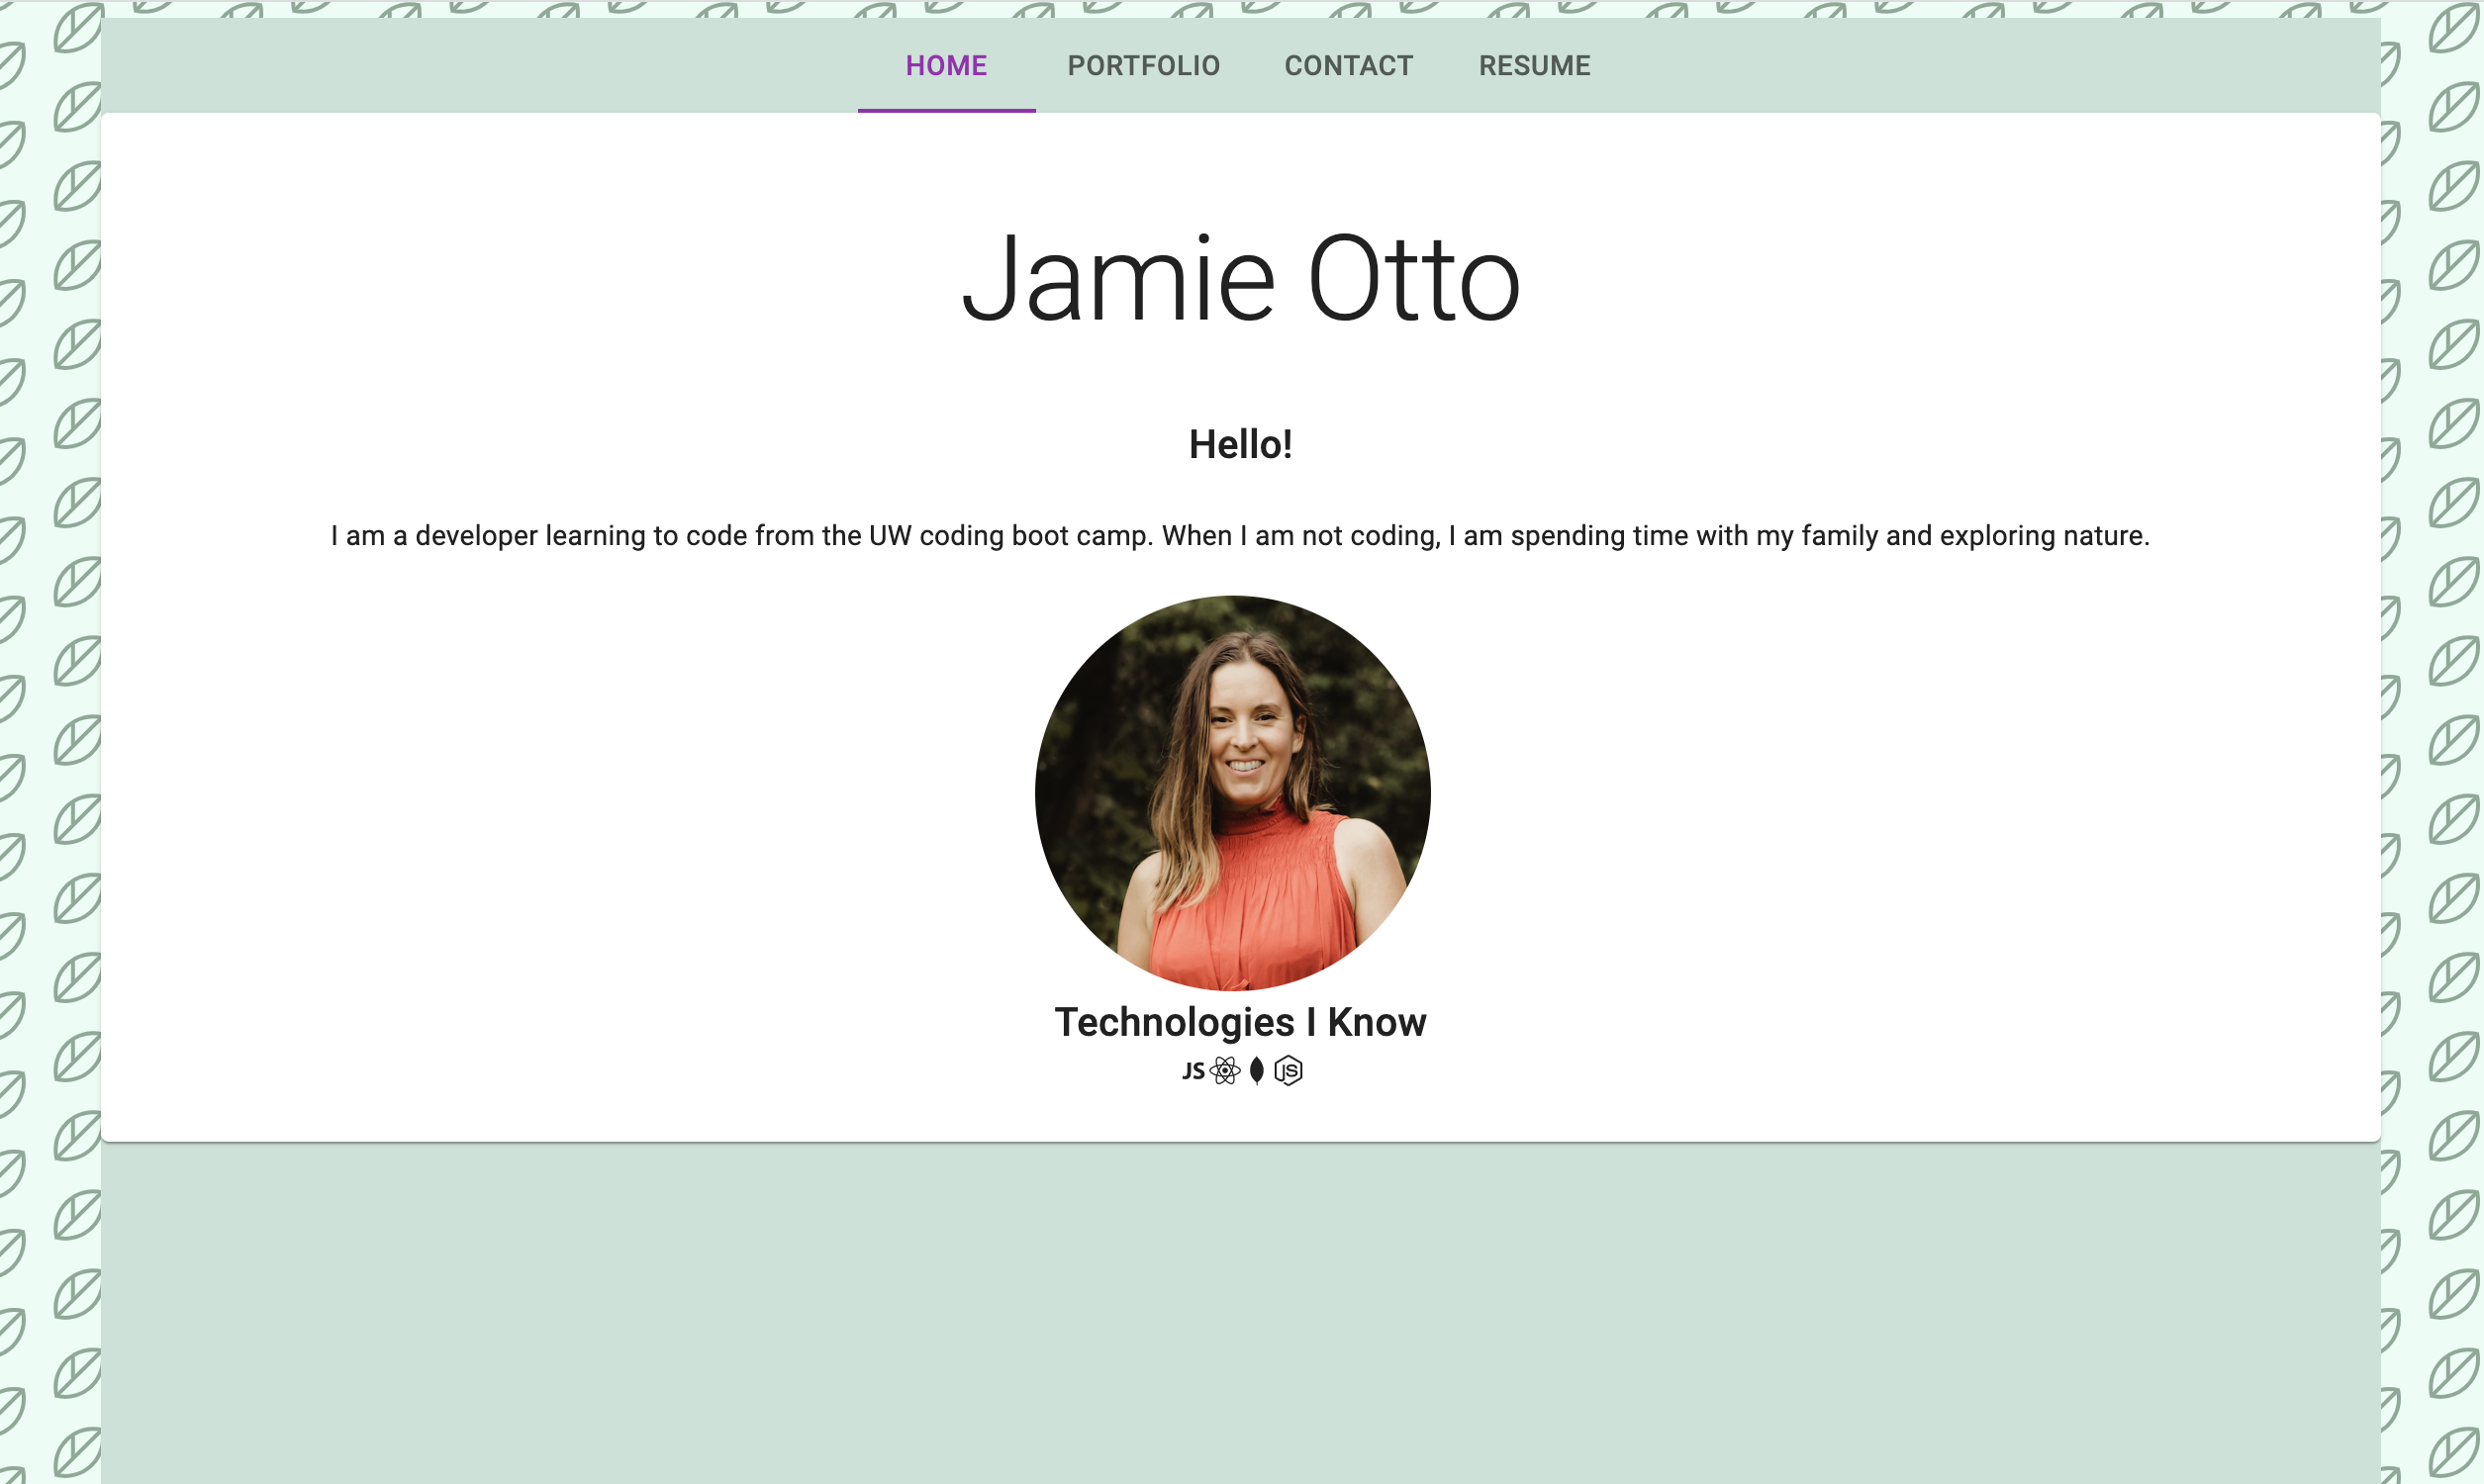 HOME PORTFOLIO CONTACT RESUME
Jamie Otto
Hello!
I am a developer learning to code from the UW coding boot camp. When I am not coding, I am spending time with my family and exploring nature.
Technologies I Know
JS JS